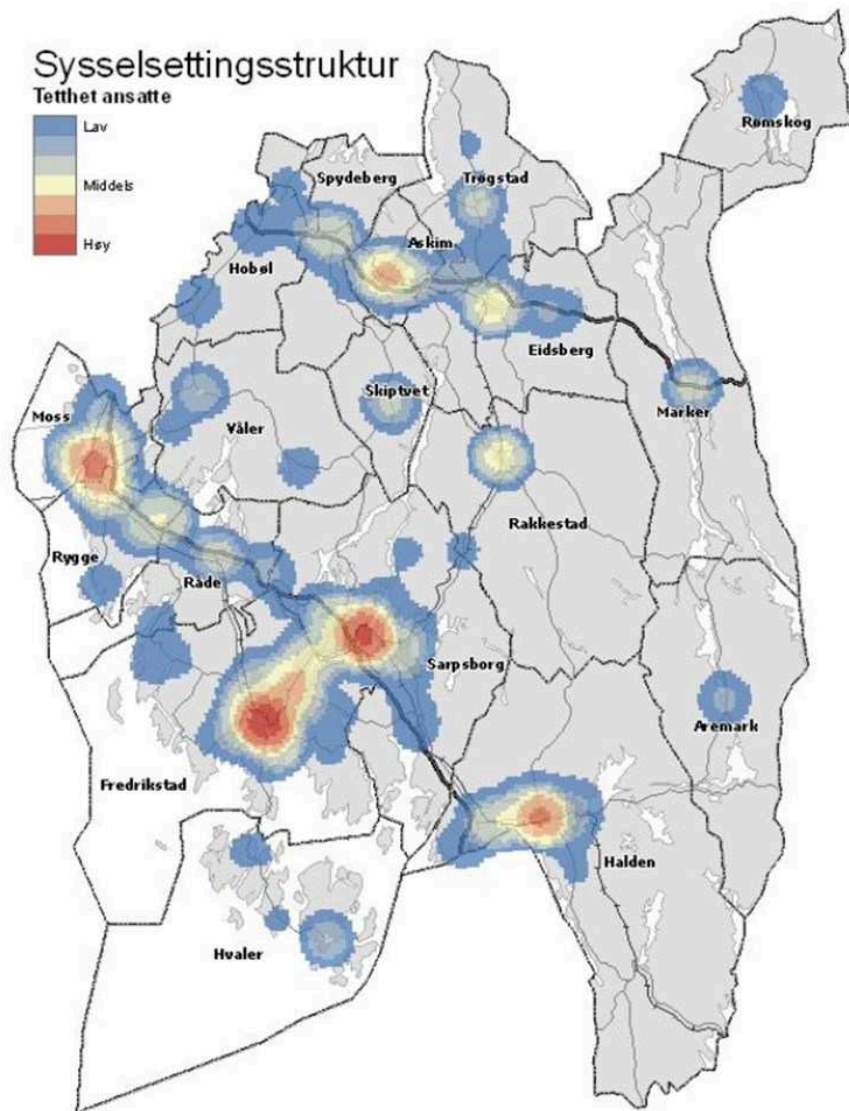 Sysselsettingsstruktur
Tetthet ansatte
Lav
Middels
Høy
Rømskog
Spydeberg
Trøgstad
Askim
Hobøl
Eidsberg
Marker
Skiptvet
Moss
Våler
Rakkestad
Rygge
Råde
Sarpsborg
Aremark
Fredrikstad
Halden
Hvaler